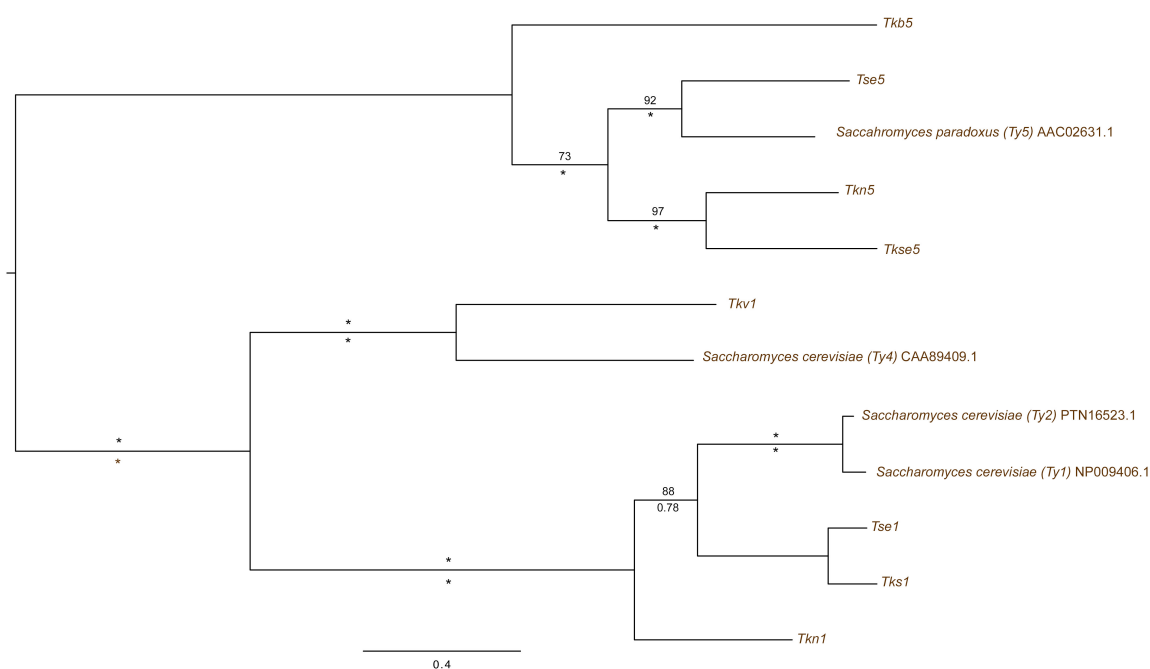 Tkb5
Tse5
92
*
Saccahromyces paradoxus (Ty5) AAC02631.1
73
*
Tkn5
97
*
Tkse5
Tkv1
*
*
Saccharomyces cerevisiae (Ty4) CAA89409.1
Saccharomyces cerevisiae (Ty2) PTN16523.1
*
*
*
*
Saccharomyces cerevisiae (Ty1) NP009406.1
88
0.78
Tse1
*
*
Tks1
Tkn1
0.4